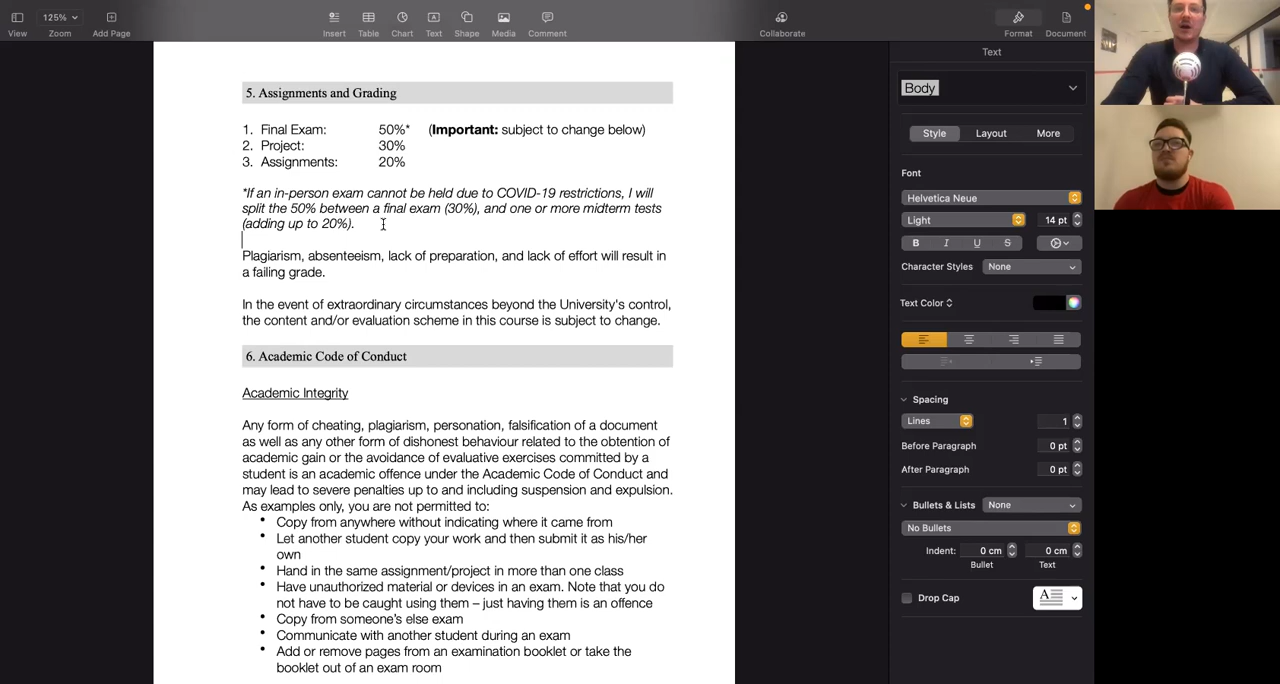 125%
View
Zoom
Add Page
Insert
Table
Chart
Text
Shape
Media
Comment
Collaborate
Format
Document
5. Assignments and Grading
1. Final Exam: 50%* (Important: subject to change below)
2. Project: 30%
3. Assignments: 20%
*If an in-person exam cannot be held due to COVID-19 restrictions, I will
split the 50% between a final exam (30%), and one or more midterm tests
(adding up to 20%).
Plagiarism, absenteeism, lack of preparation, and lack of effort will result in
a failing grade.
In the event of extraordinary circumstances beyond the University's control,
the content and/or evaluation scheme in this course is subject to change.
6. Academic Code of Conduct
Academic Integrity
Any form of cheating, plagiarism, personation, falsification of a document
as well as any other form of dishonest behaviour related to the obtention of
academic gain or the avoidance of evaluative exercises committed by a
student is an academic offence under the Academic Code of Conduct and
may lead to severe penalties up to and including suspension and expulsion.
As examples only, you are not permitted to:
• Copy from anywhere without indicating where it came from
• Let another student copy your work and then submit it as his/her
own
• Hand in the same assignment/project in more than one class
• Have unauthorized material or devices in an exam. Note that you do
not have to be caught using them – just having them is an offence
• Copy from someone's else exam
• Communicate with another student during an exam
• Add or remove pages from an examination booklet or take the
booklet out of an exam room
Text
Body
Style Layout More
Font
Helvetica Neue
Light 14 pt
B I U S
Character Styles None
Text Color
Spacing
Lines 1
Before Paragraph 0 pt
After Paragraph 0 pt
Bullets & Lists None
No Bullets
Indent: 0 cm 0 cm
Bullet Text
Drop Cap
A